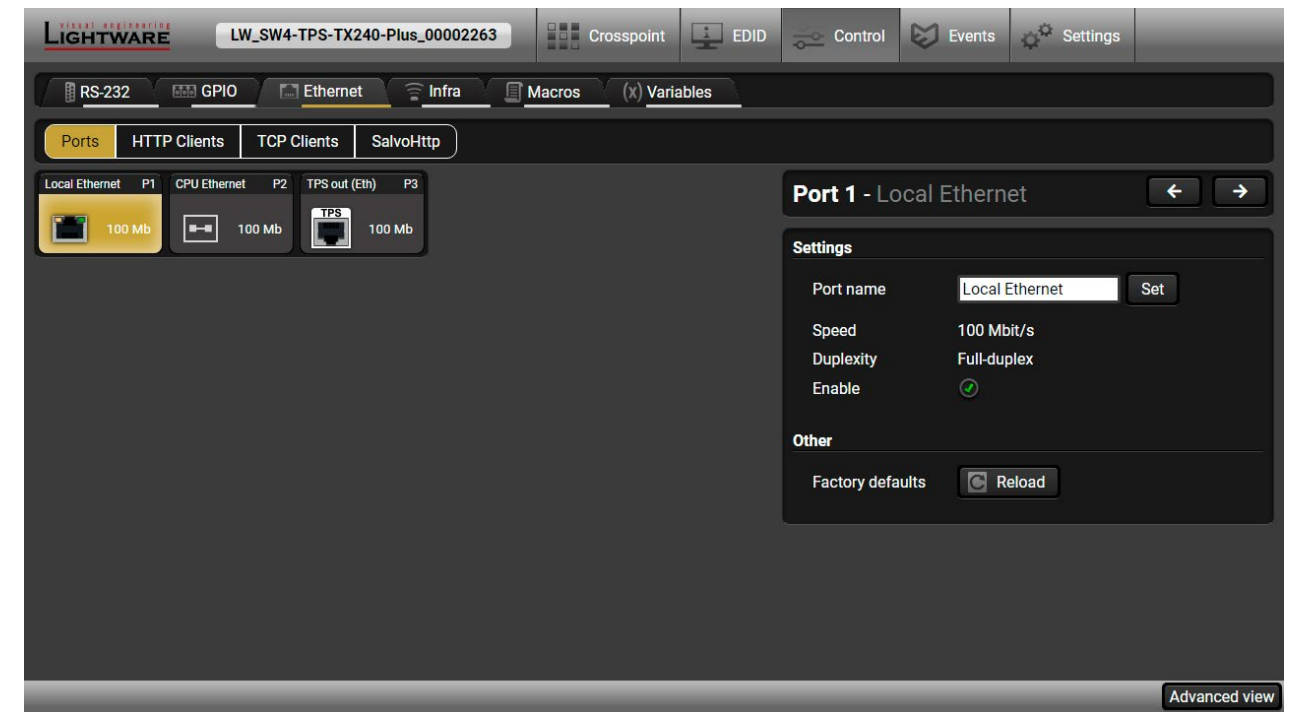 visual engineering
LIGHTWARE
LW_SW4-TPS-TX240-Plus_00002263
Crosspoint
EDID
Control
Events
Settings
RS-232
GPIO
Ethernet
Infra
Macros
(x) Variables
Ports
HTTP Clients
TCP Clients
SalvoHttp
Local Ethernet P1
100 Mb
CPU Ethernet P2
100 Mb
TPS out (Eth) P3
TPS
100 Mb
Port 1 - Local Ethernet
Settings
Port name Local Ethernet Set
Speed 100 Mbit/s
Duplexity Full-duplex
Enable
Other
Factory defaults Reload
Advanced view